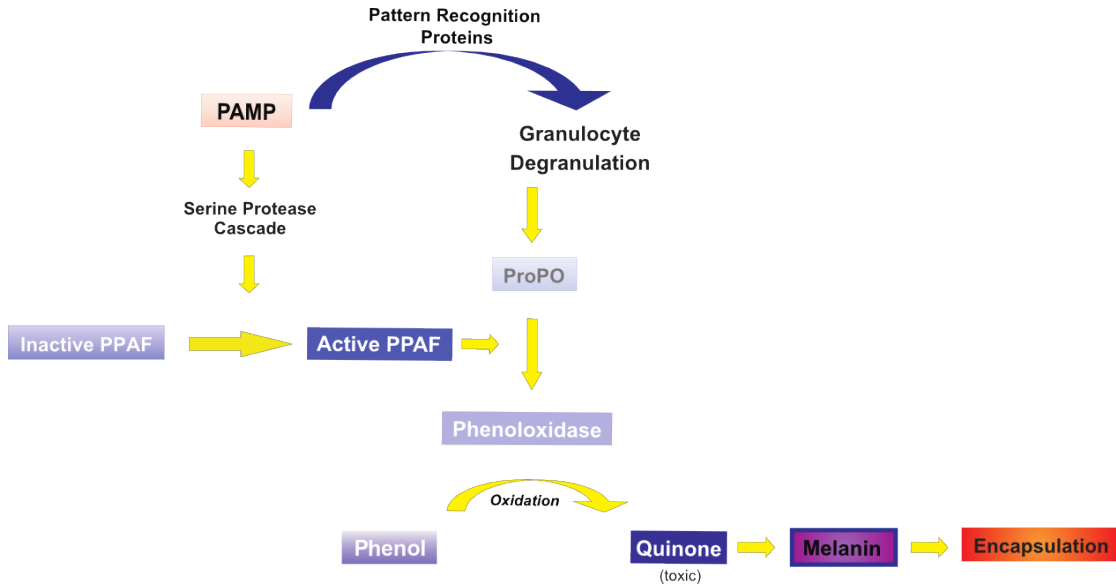 Pattern Recognition
Proteins
PAMP
Granulocyte
Degranulation
Serine Protease
Cascade
ProPO
Inactive PPAF
Active PPAF
Phenoloxidase
Oxidation
Phenol
Quinone
(toxic)
Melanin
Encapsulation